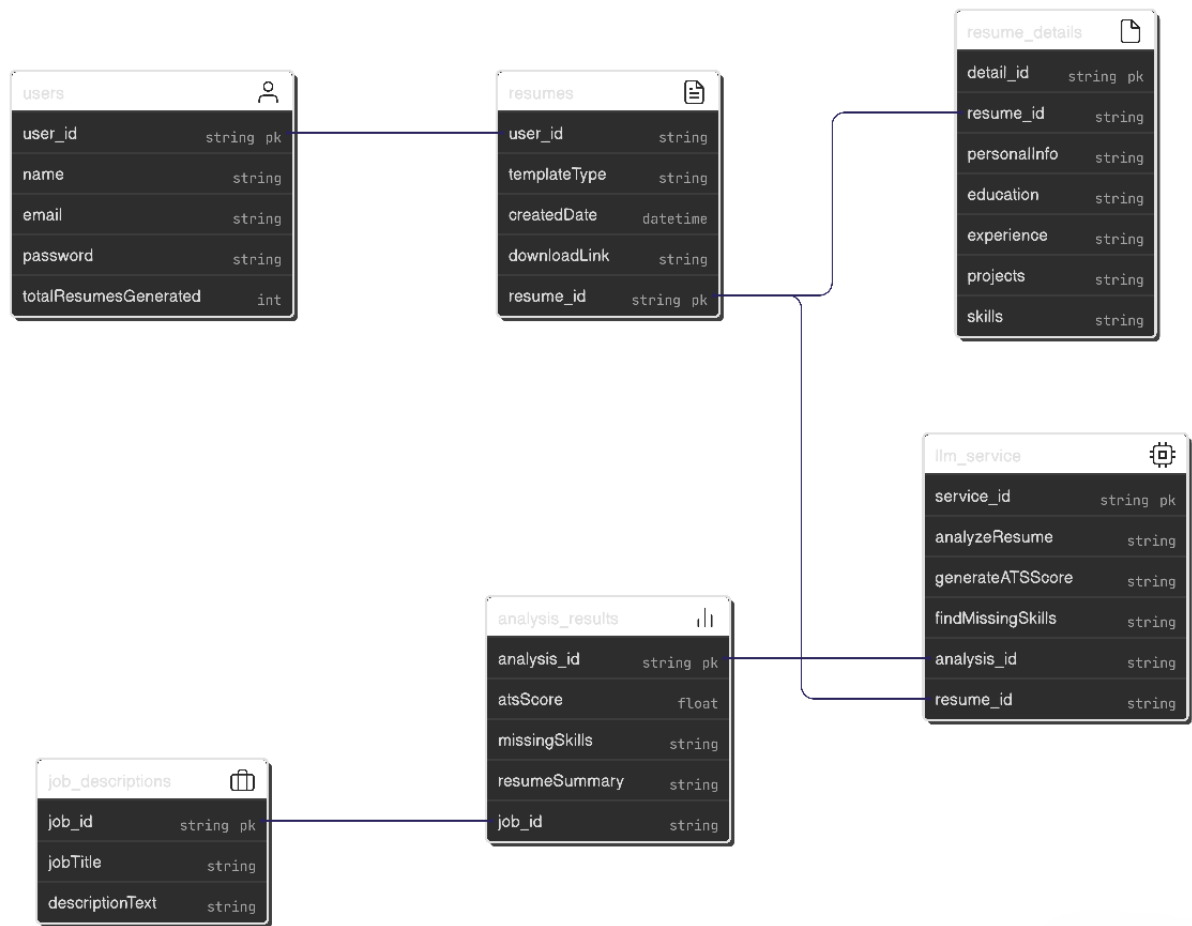 users
user_id string pk
name string
email string
password string
totalResumesGenerated int
resumes
user_id string
templateType string
createdDate datetime
downloadLink string
resume_id string pk
resume_details
detail_id string pk
resume_id string
personalInfo string
education string
experience string
projects string
skills string
llm_service
service_id string pk
analyzeResume string
generateATSScore string
findMissingSkills string
analysis_id string
resume_id string
analysis_results
analysis_id string pk
atsScore float
missingSkills string
resumeSummary string
job_id string
job_descriptions
job_id string pk
jobTitle string
descriptionText string